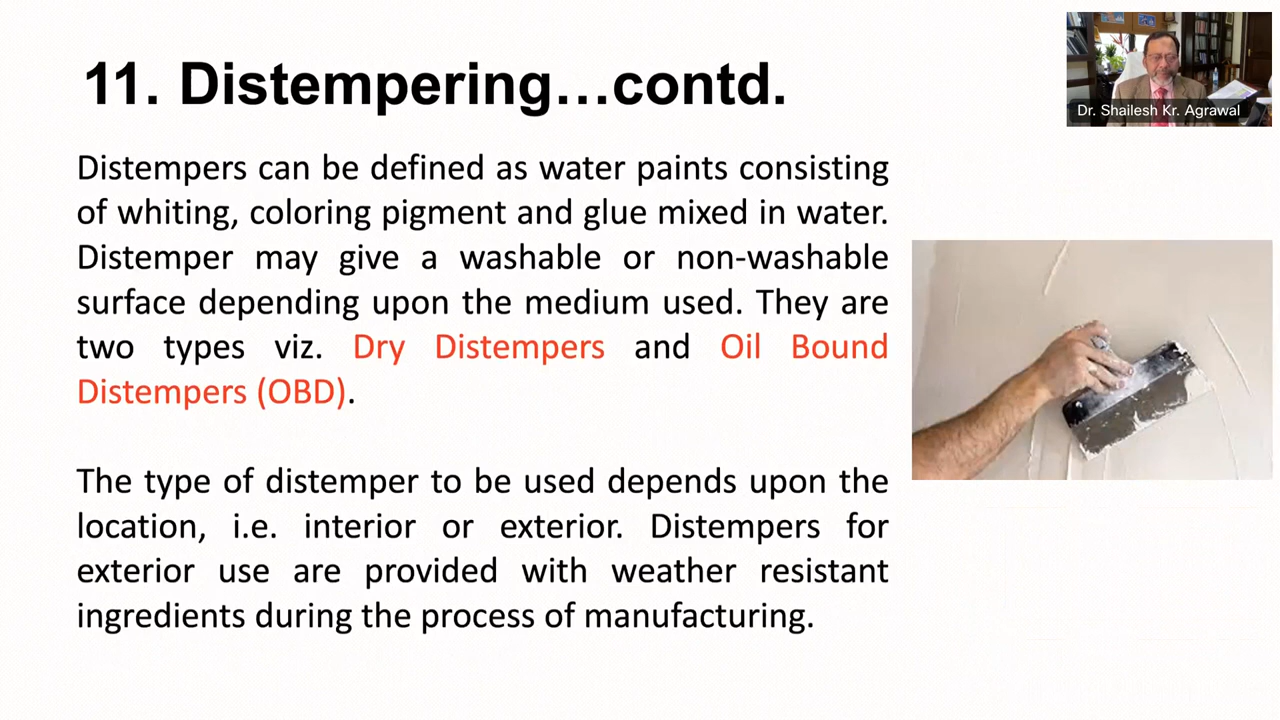 11. Distempering...contd.
Dr. Shailesh Kr. Agrawal
Distempers can be defined as water paints consisting
of whiting, coloring pigment and glue mixed in water.
Distemper may give a washable or non-washable
surface depending upon the medium used. They are
two types viz. Dry Distempers and Oil Bound
Distempers (OBD).
The type of distemper to be used depends upon the
location, i.e. interior or exterior. Distempers for
exterior use are provided with weather resistant
ingredients during the process of manufacturing.